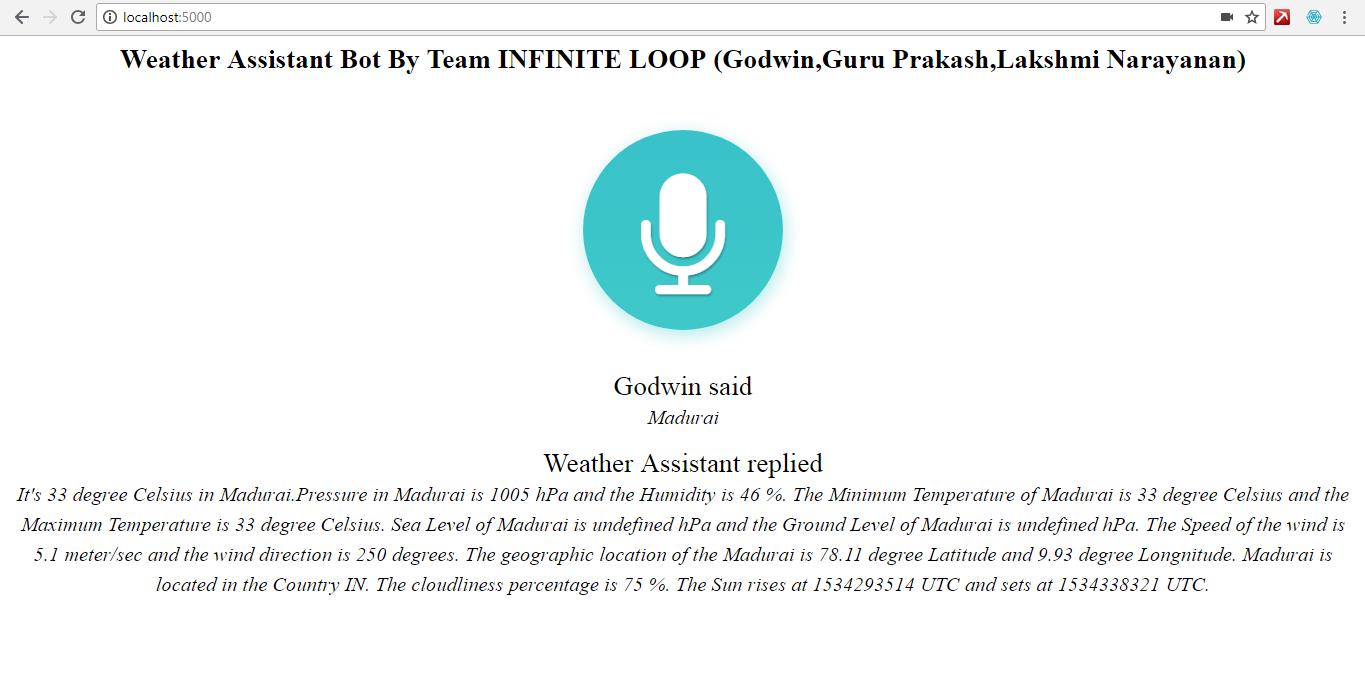 localhost:5000
Weather Assistant Bot By Team INFINITE LOOP (Godwin,Guru Prakash,Lakshmi Narayanan)
Godwin said
Madurai
Weather Assistant replied
It's 33 degree Celsius in Madurai.Pressure in Madurai is 1005 hPa and the Humidity is 46 %. The Minimum Temperature of Madurai is 33 degree Celsius and the
Maximum Temperature is 33 degree Celsius. Sea Level of Madurai is undefined hPa and the Ground Level of Madurai is undefined hPa. The Speed of the wind is
5.1 meter/sec and the wind direction is 250 degrees. The geographic location of the Madurai is 78.11 degree Latitude and 9.93 degree Longnitude. Madurai is
located in the Country IN. The cloudliness percentage is 75 %. The Sun rises at 1534293514 UTC and sets at 1534338321 UTC.